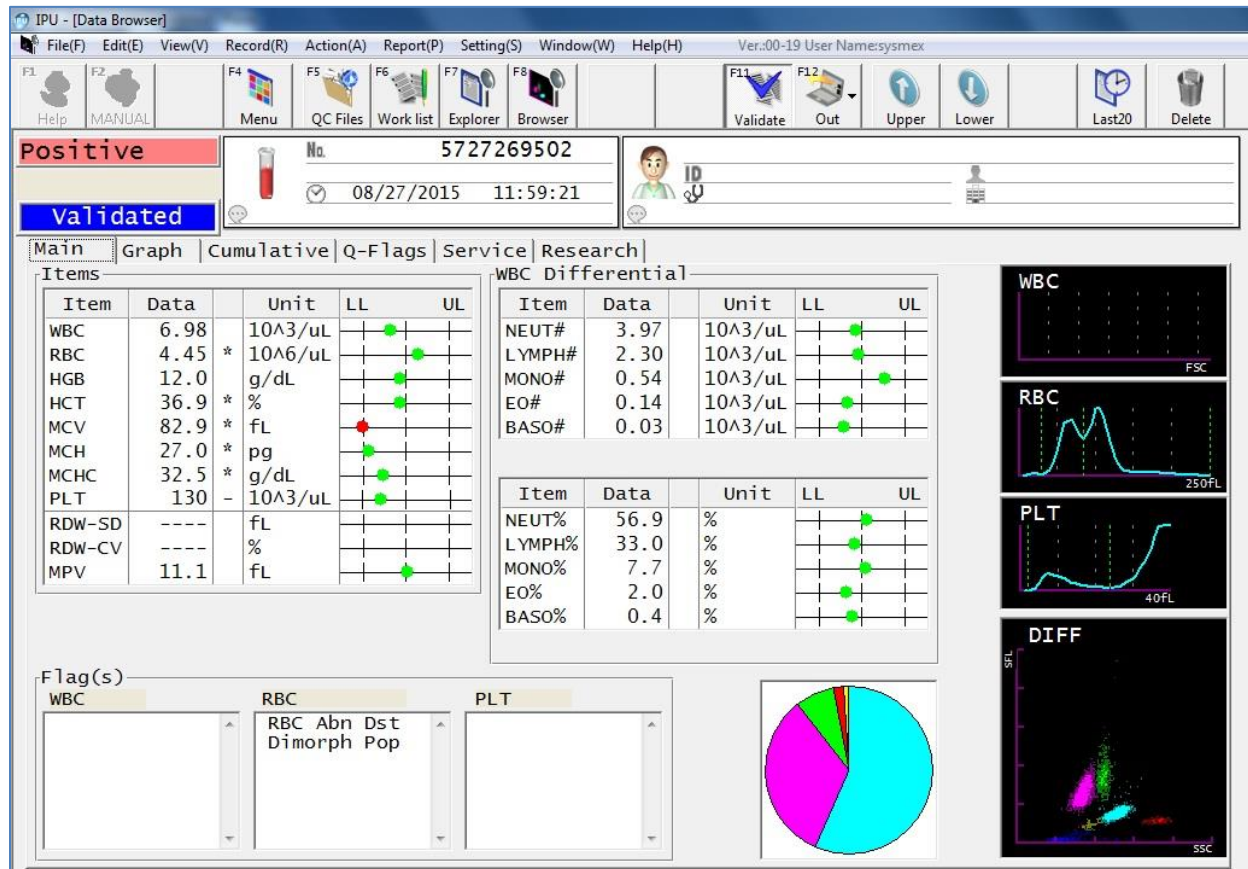 IPU - [Data Browser]
File(F) Edit(E) View(V) Record(R) Action(A) Report(P) Setting(S) Window(W) Help(H) Ver.:00-19 User Name:sysmex
F1 F2 F4 F5 F6 F7 F8 F11 F12
Help MANUAL Menu QC Files Work list Explorer Browser Validate Out Upper Lower Last20 Delete
Positive
No. 5727269502
ID
08/27/2015 11:59:21
Validated
Main Graph Cumulative Q-Flags Service Research
Items
Item Data Unit LL UL
WBC 6.98 10^3/uL
RBC 4.45 * 10^6/uL
HGB 12.0 g/dL
HCT 36.9 * %
MCV 82.9 * fL
MCH 27.0 * pg
MCHC 32.5 * g/dL
PLT 130 - 10^3/uL
RDW-SD ---- fL
RDW-CV ---- %
MPV 11.1 fL
WBC Differential
Item Data Unit LL UL
NEUT# 3.97 10^3/uL
LYMPH# 2.30 10^3/uL
MONO# 0.54 10^3/uL
EO# 0.14 10^3/uL
BASO# 0.03 10^3/uL
Item Data Unit LL UL
NEUT% 56.9 %
LYMPH% 33.0 %
MONO% 7.7 %
EO% 2.0 %
BASO% 0.4 %
WBC
FSC
RBC
250fL
PLT
40fL
DIFF
SFL
SSC
Flag(s)
WBC RBC PLT
RBC Abn Dst
Dimorph Pop